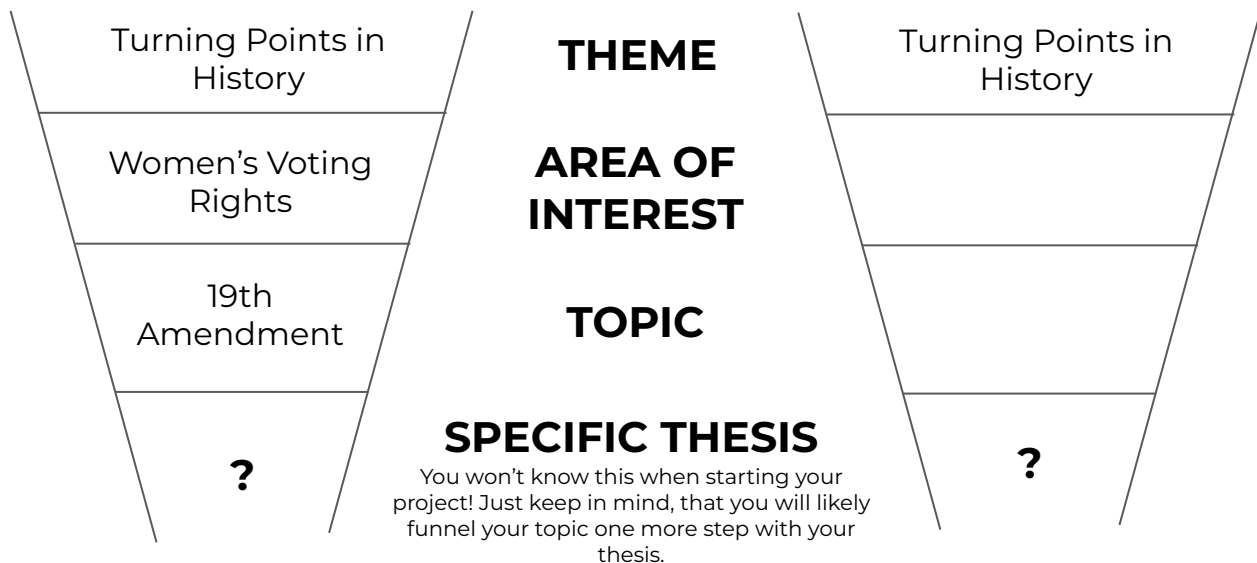 Turning Points in
History
THEME
Turning Points in
History
Women’s Voting
Rights
AREA OF
INTEREST
19th
Amendment
TOPIC
?
SPECIFIC THESIS
You won’t know this when starting your
project! Just keep in mind, that you will likely
funnel your topic one more step with your
thesis.
?